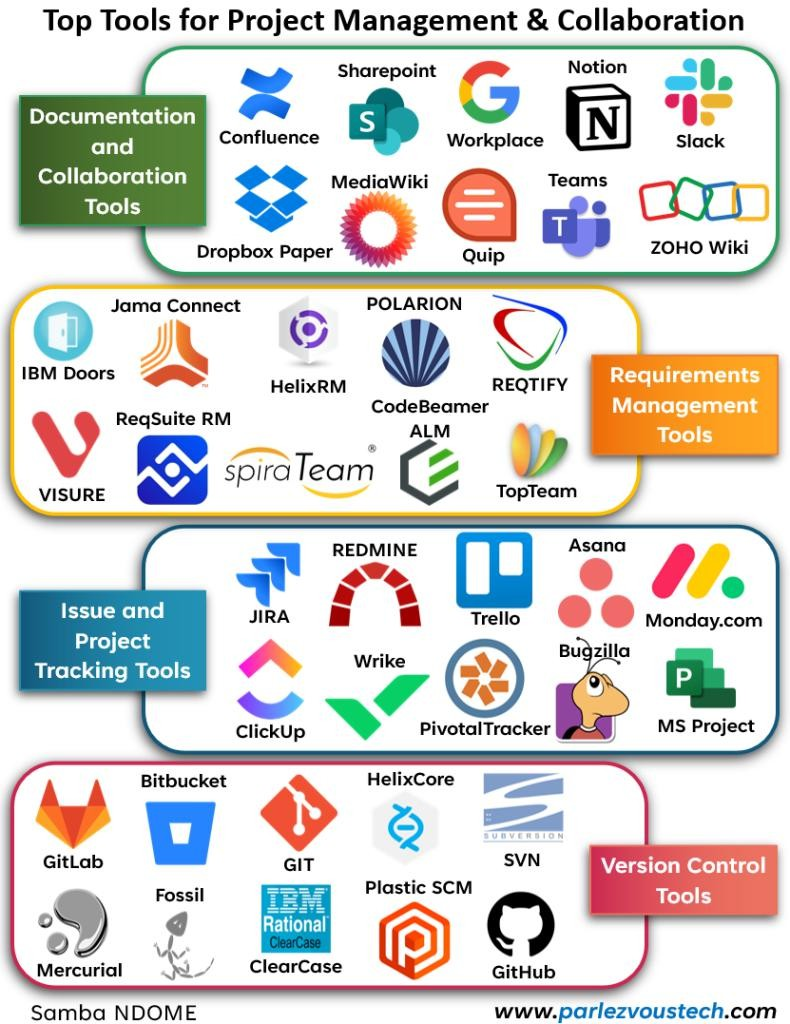 Top Tools for Project Management & Collaboration
Documentation
and
Collaboration
Tools
Confluence
Sharepoint
S
Workplace
Notion
N
Slack
Dropbox Paper
MediaWiki
Quip
Teams
T
ZOHO Wiki
IBM Doors
Jama Connect
TM
HelixRM
POLARION
REQTIFY
Requirements
Management
Tools
VISURE
ReqSuite RM
spiraTeam®
CodeBeamer
ALM
TopTeam
Issue and
Project
Tracking Tools
JIRA
REDMINE
Trello
Asana
Monday.com
ClickUp
Wrike
PivotalTracker
Bugzilla
P
MS Project
GitLab
Bitbucket
GIT
HelixCore
SUBVERSION
SVN
Version Control
Tools
Mercurial
Fossil
IBM
Rational
ClearCase
ClearCase
Plastic SCM
GitHub
Samba NDOME
www.parlezvoustech.com